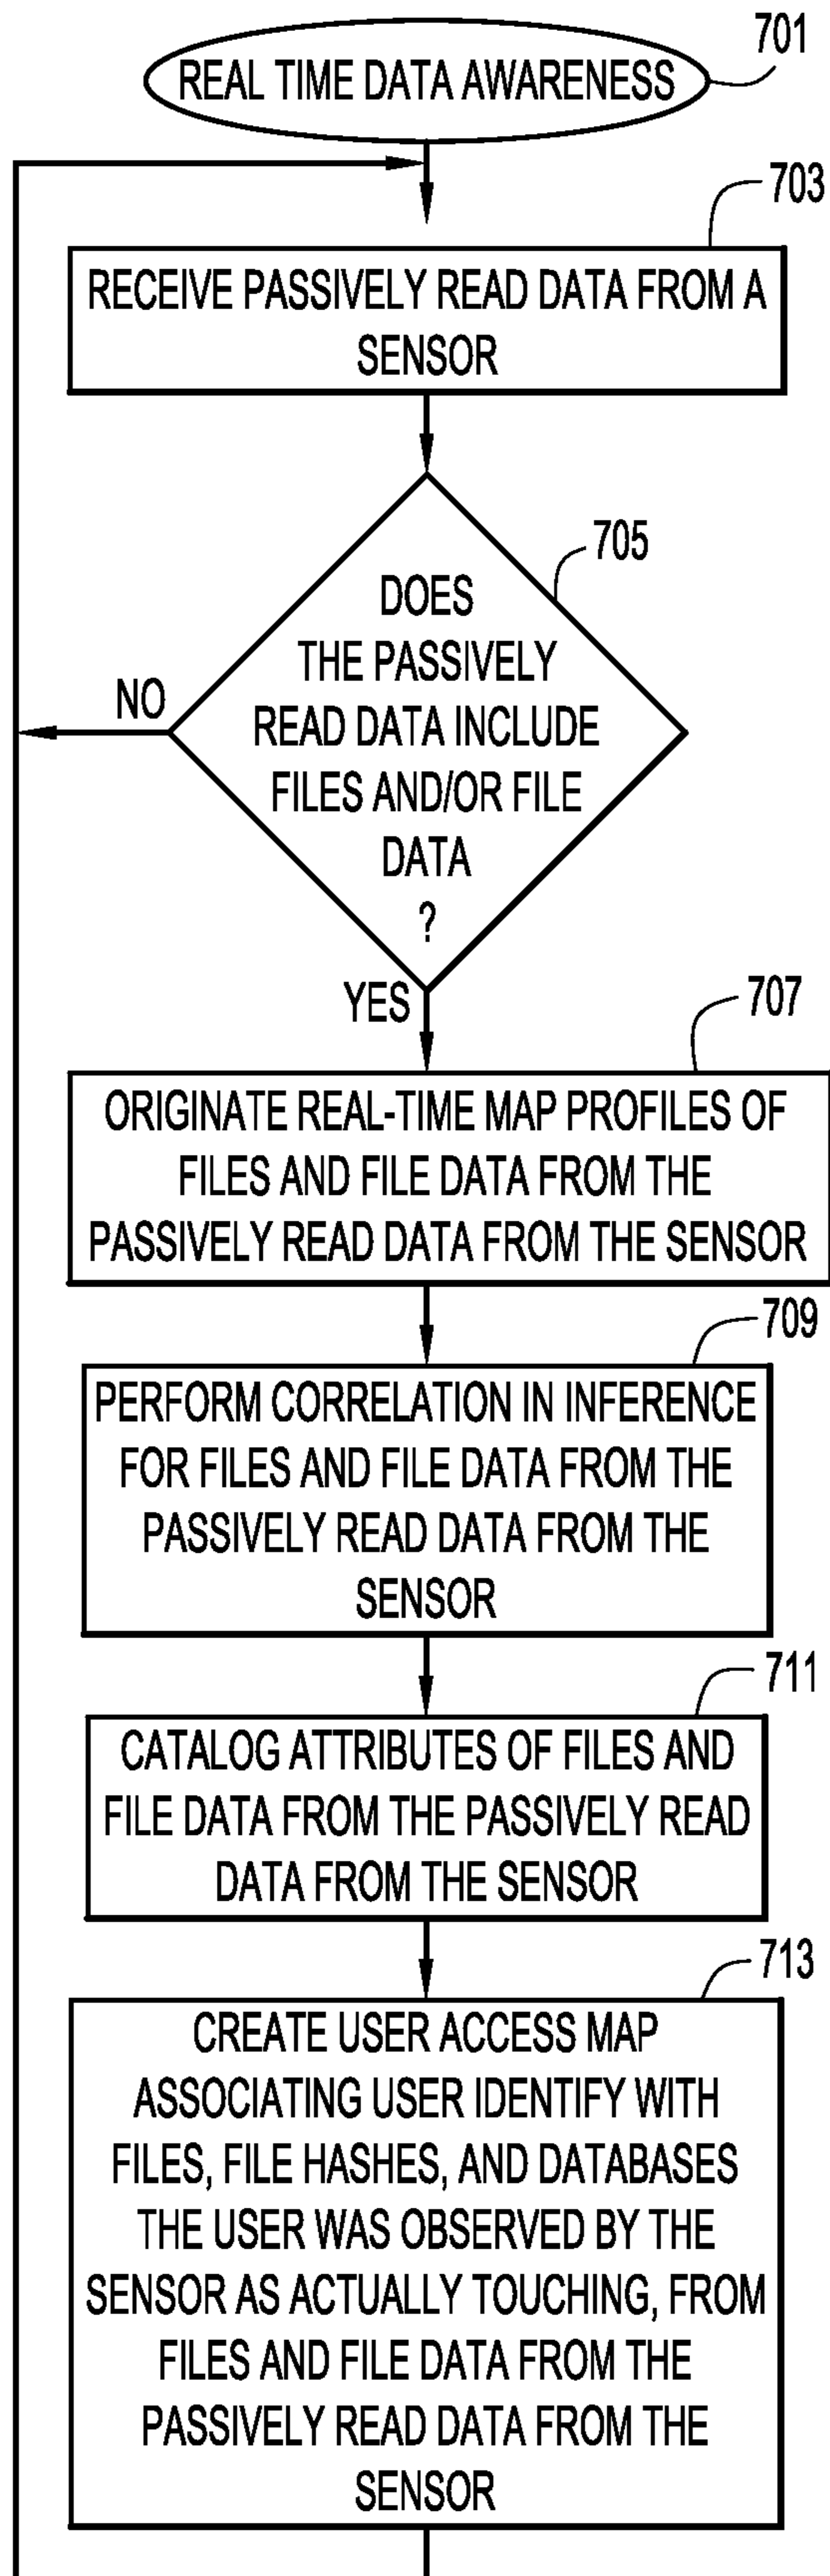 701
REAL TIME DATA AWARENESS
703
RECEIVE PASSIVELY READ DATA FROM A
SENSOR
705
DOES
THE PASSIVELY
READ DATA INCLUDE
FILES AND/OR FILE
DATA
?
NO
YES
707
ORIGINATE REAL-TIME MAP PROFILES OF
FILES AND FILE DATA FROM THE
PASSIVELY READ DATA FROM THE SENSOR
709
PERFORM CORRELATION IN INFERENCE
FOR FILES AND FILE DATA FROM THE
PASSIVELY READ DATA FROM THE
SENSOR
711
CATALOG ATTRIBUTES OF FILES AND
FILE DATA FROM THE PASSIVELY READ
DATA FROM THE SENSOR
713
CREATE USER ACCESS MAP
ASSOCIATING USER IDENTIFY WITH
FILES, FILE HASHES, AND DATABASES
THE USER WAS OBSERVED BY THE
SENSOR AS ACTUALLY TOUCHING, FROM
FILES AND FILE DATA FROM THE
PASSIVELY READ DATA FROM THE
SENSOR